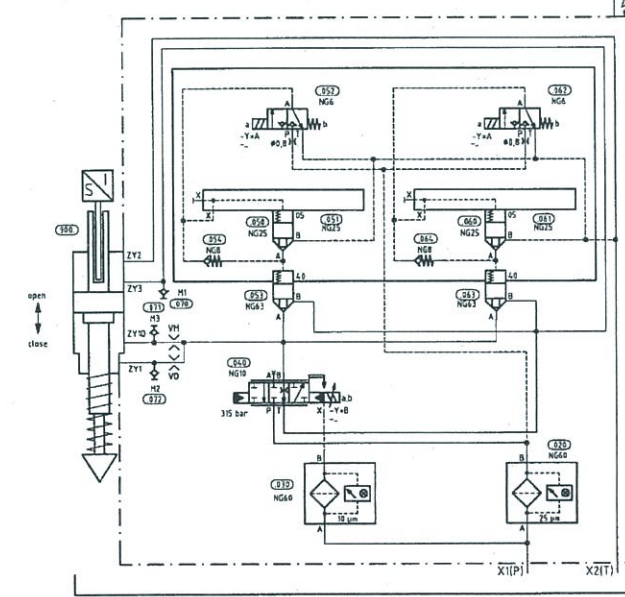 .052
NG6
.062
NG6
A
A
a
b
a
b
P T
P T
-Y*A
ø0,8
-Y*A
ø0,8
S
I
X
X
X
X
05
05
.058
NG25
.051
NG25
.060
NG25
.061
NG25
.900
.054
NG8
.064
NG8
B
B
A
A
ZY2
ZY3
40
40
open
close
M1
.070
.071
M3
.053
NG63
.063
NG63
B
B
A
A
ZY10
VM
ZY1
VO
M2
.072
.040
NG10
A B
a,b
315 bar
P T
X
-Y*B
B
B
.030
NG60
.020
NG60
10 µm
25 µm
A
A
X1(P)
X2(T)